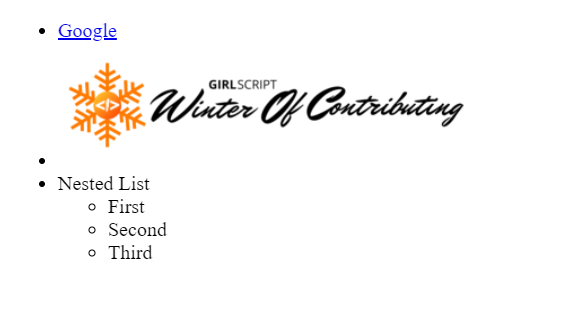 Google
GIRLSCRIPT
Winter Of Contributing
Nested List
First
Second
Third